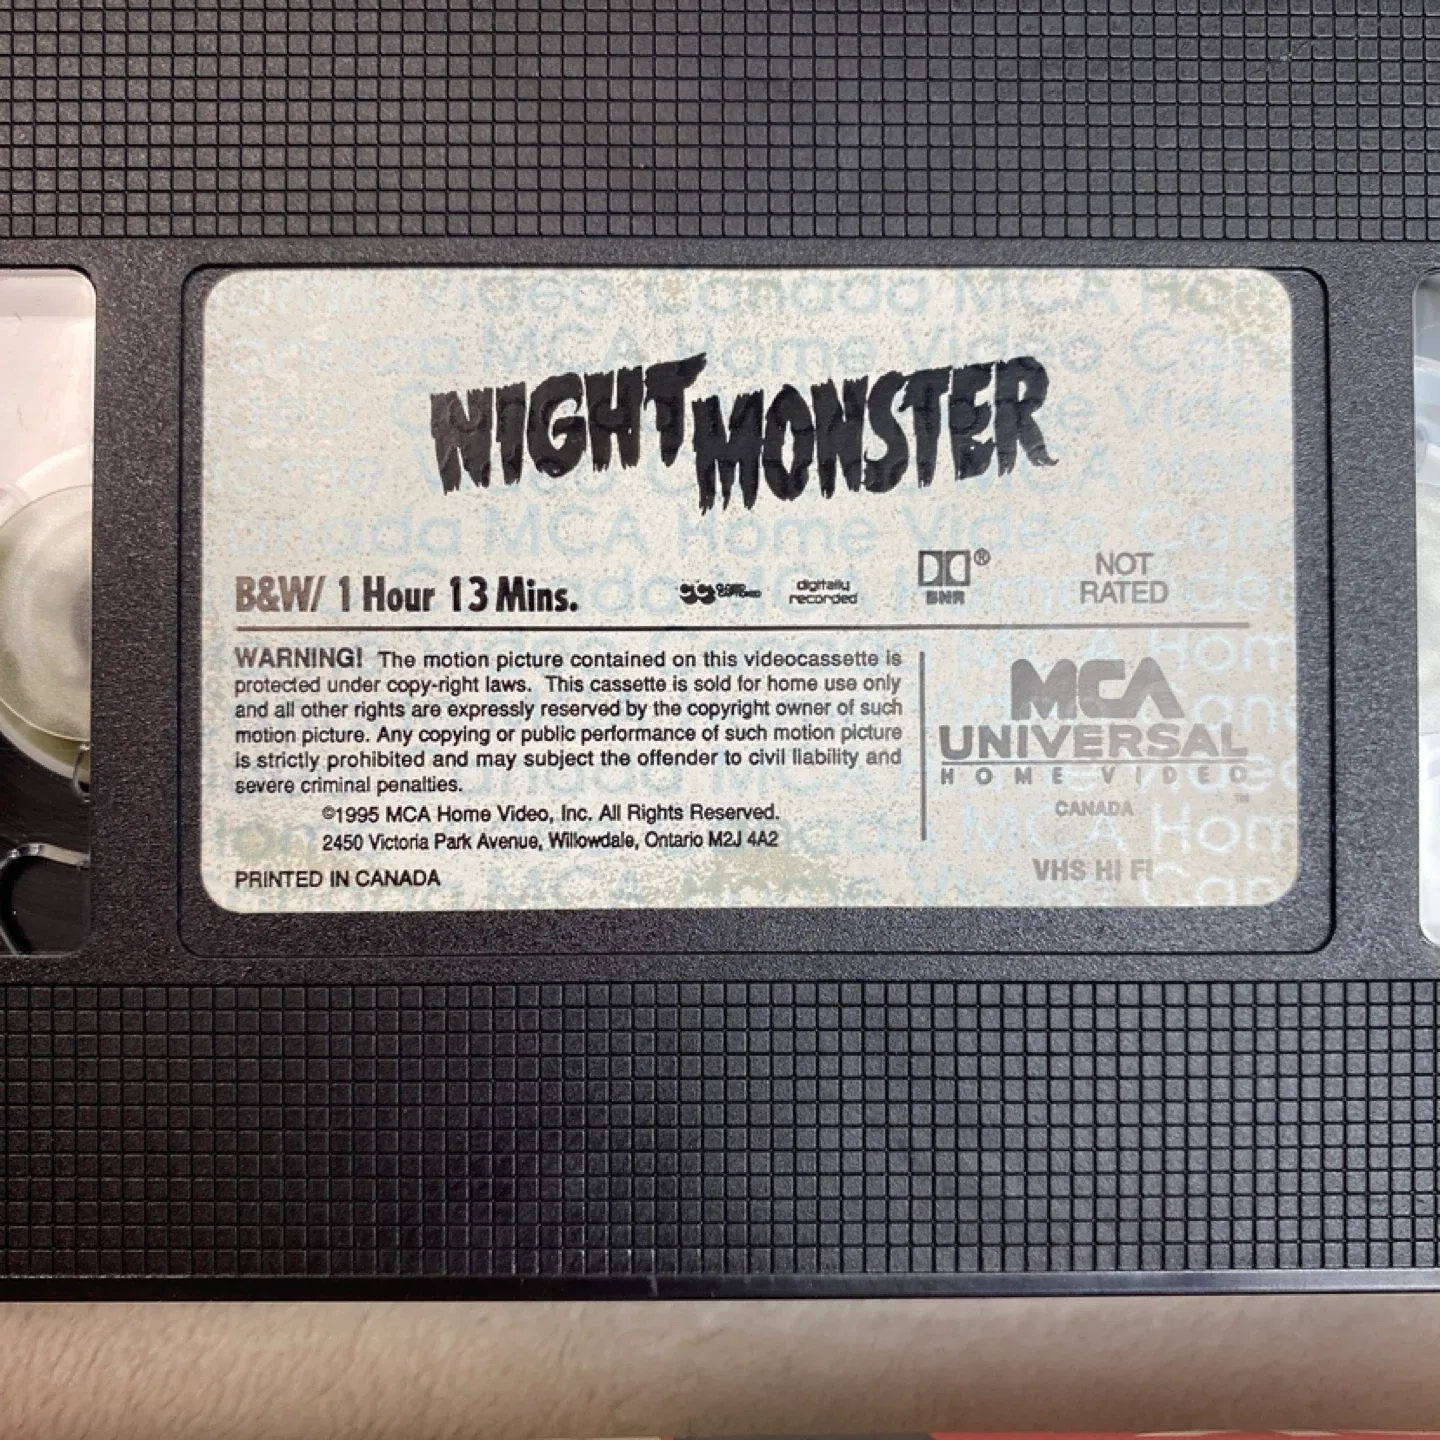 NIGHT MONSTER
B&W/ 1 Hour 13 Mins.
digitally
recorded
®
BNR
NOT
RATED
WARNING! The motion picture contained on this videocassette is
protected under copy-right laws. This cassette is sold for home use only
and all other rights are expressly reserved by the copyright owner of such
motion picture. Any copying or public performance of such motion picture
is strictly prohibited and may subject the offender to civil liability and
severe criminal penalties.
©1995 MCA Home Video, Inc. All Rights Reserved.
2450 Victoria Park Avenue, Willowdale, Ontario M2J 4A2
PRINTED IN CANADA
MCA
UNIVERSAL
HOME VIDEO
™
CANADA
VHS HI FI